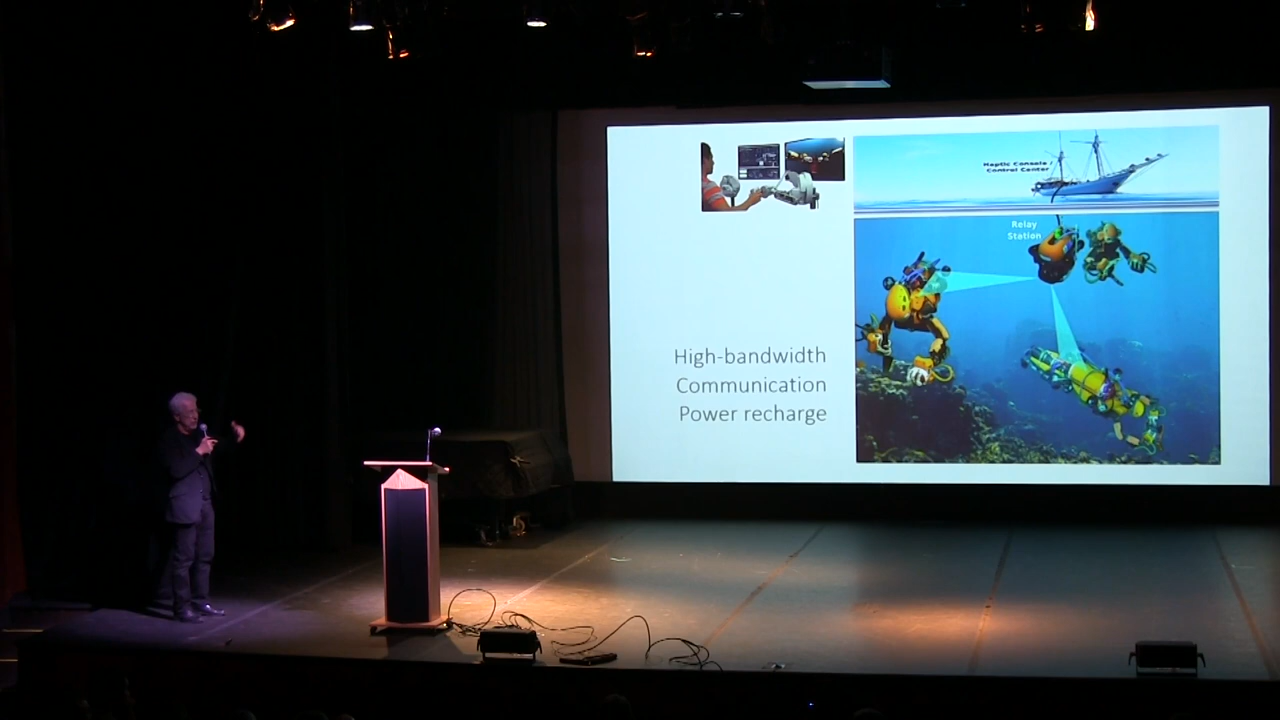 Haptic Console /
Control Center
Relay
Station
High-bandwidth
Communication
Power recharge